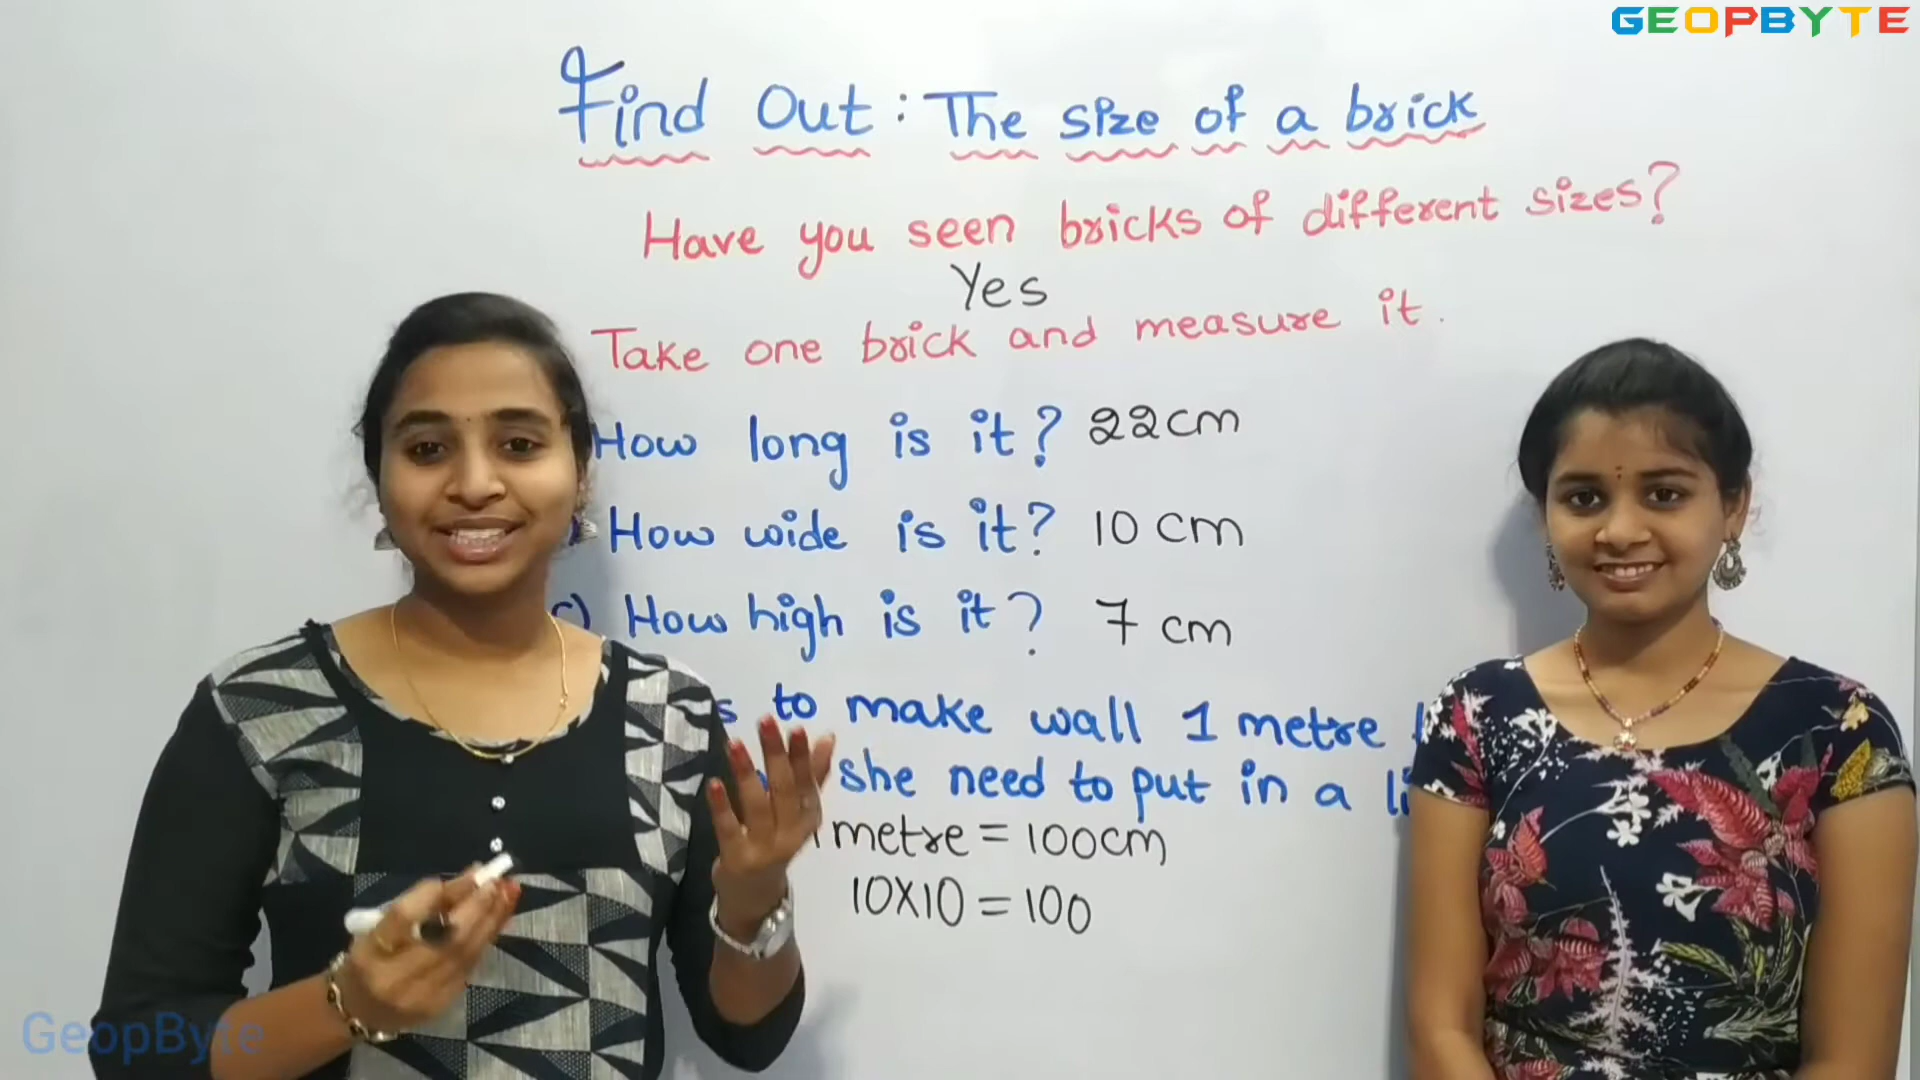 GEOPBYTE
Find Out : The size of a brick
Have you seen bricks of different sizes?
Yes
Take one brick and measure it.
How long is it? 22cm
How wide is it? 10 cm
c) How high is it? 7 cm
to make wall 1 metre
she need to put in a
1 metre = 100cm
10X10 = 100
GeopByte